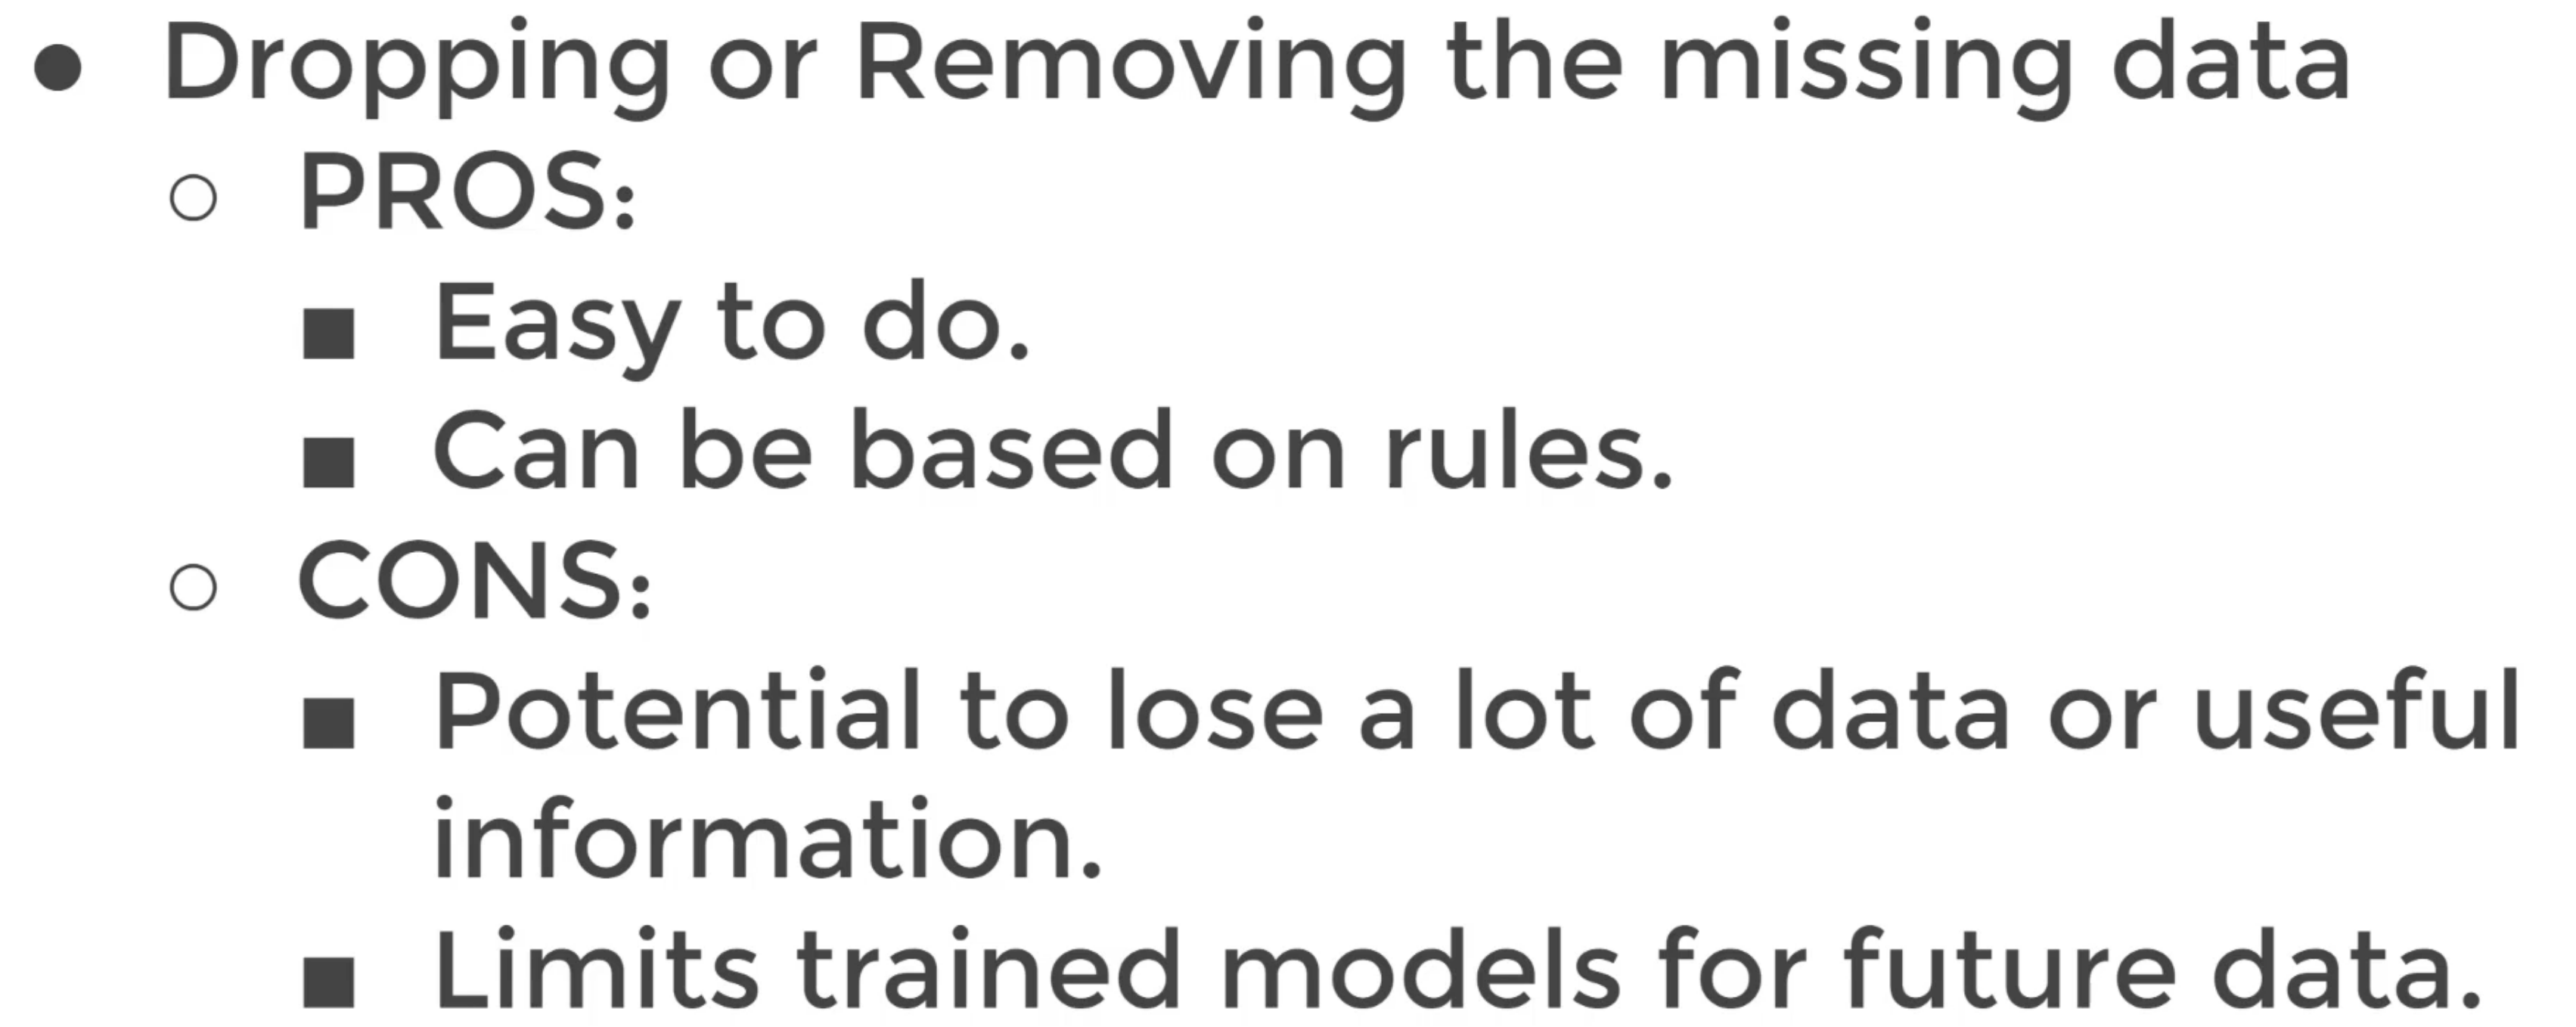 ● Dropping or Removing the missing data
○ PROS:
■ Easy to do.
■ Can be based on rules.
○ CONS:
■ Potential to lose a lot of data or useful
information.
■ Limits trained models for future data.